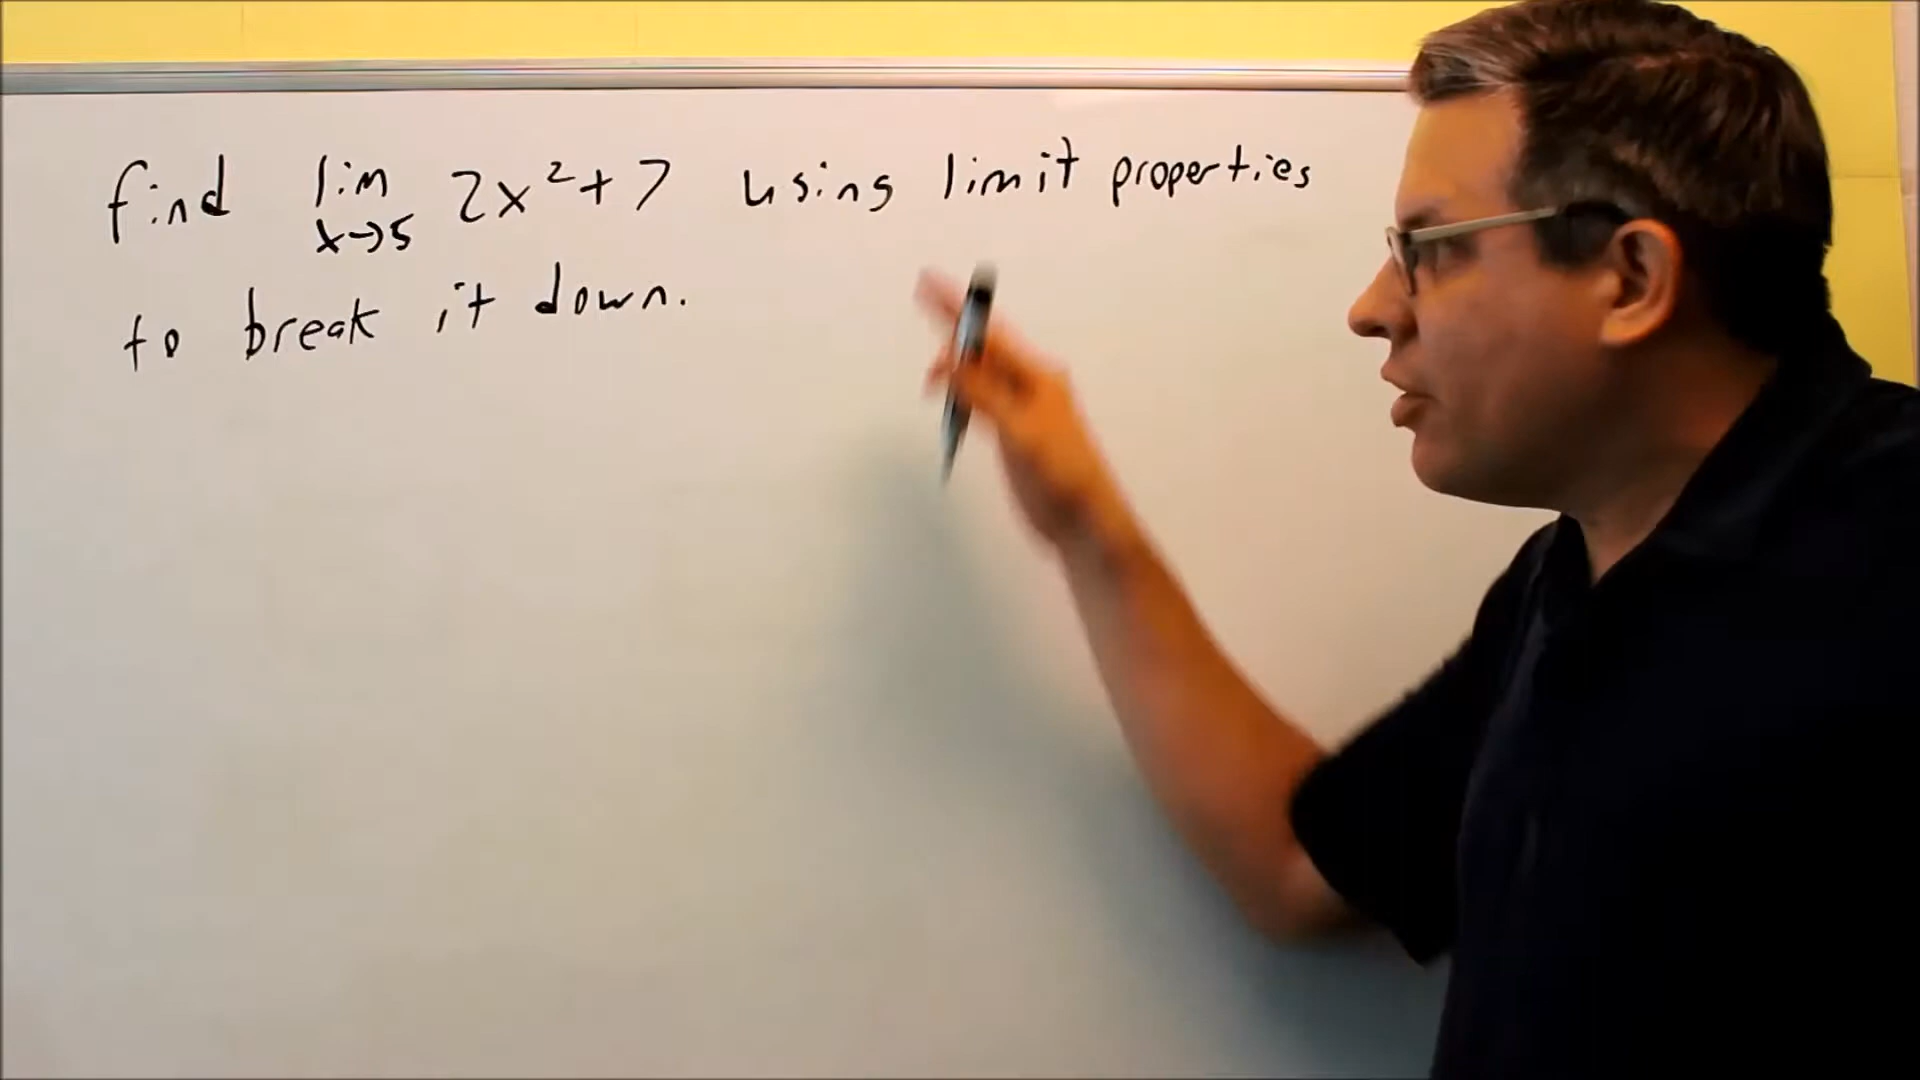 find lim x→5 2x²+7 using limit properties
to break it down.